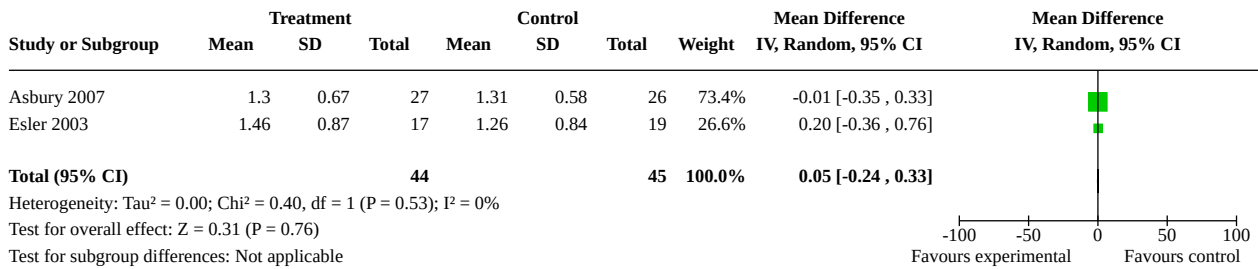 Treatment Control Mean Difference Mean Difference
Study or Subgroup Mean SD Total Mean SD Total Weight IV, Random, 95% CI IV, Random, 95% CI
Asbury 2007 1.3 0.67 27 1.31 0.58 26 73.4% -0.01 [-0.35 , 0.33]
Esler 2003 1.46 0.87 17 1.26 0.84 19 26.6% 0.20 [-0.36 , 0.76]
Total (95% CI) 44 45 100.0% 0.05 [-0.24 , 0.33]
Heterogeneity: Tau² = 0.00; Chi² = 0.40, df = 1 (P = 0.53); I² = 0%
Test for overall effect: Z = 0.31 (P = 0.76) -100 -50 0 50 100
Test for subgroup differences: Not applicable Favours experimental Favours control